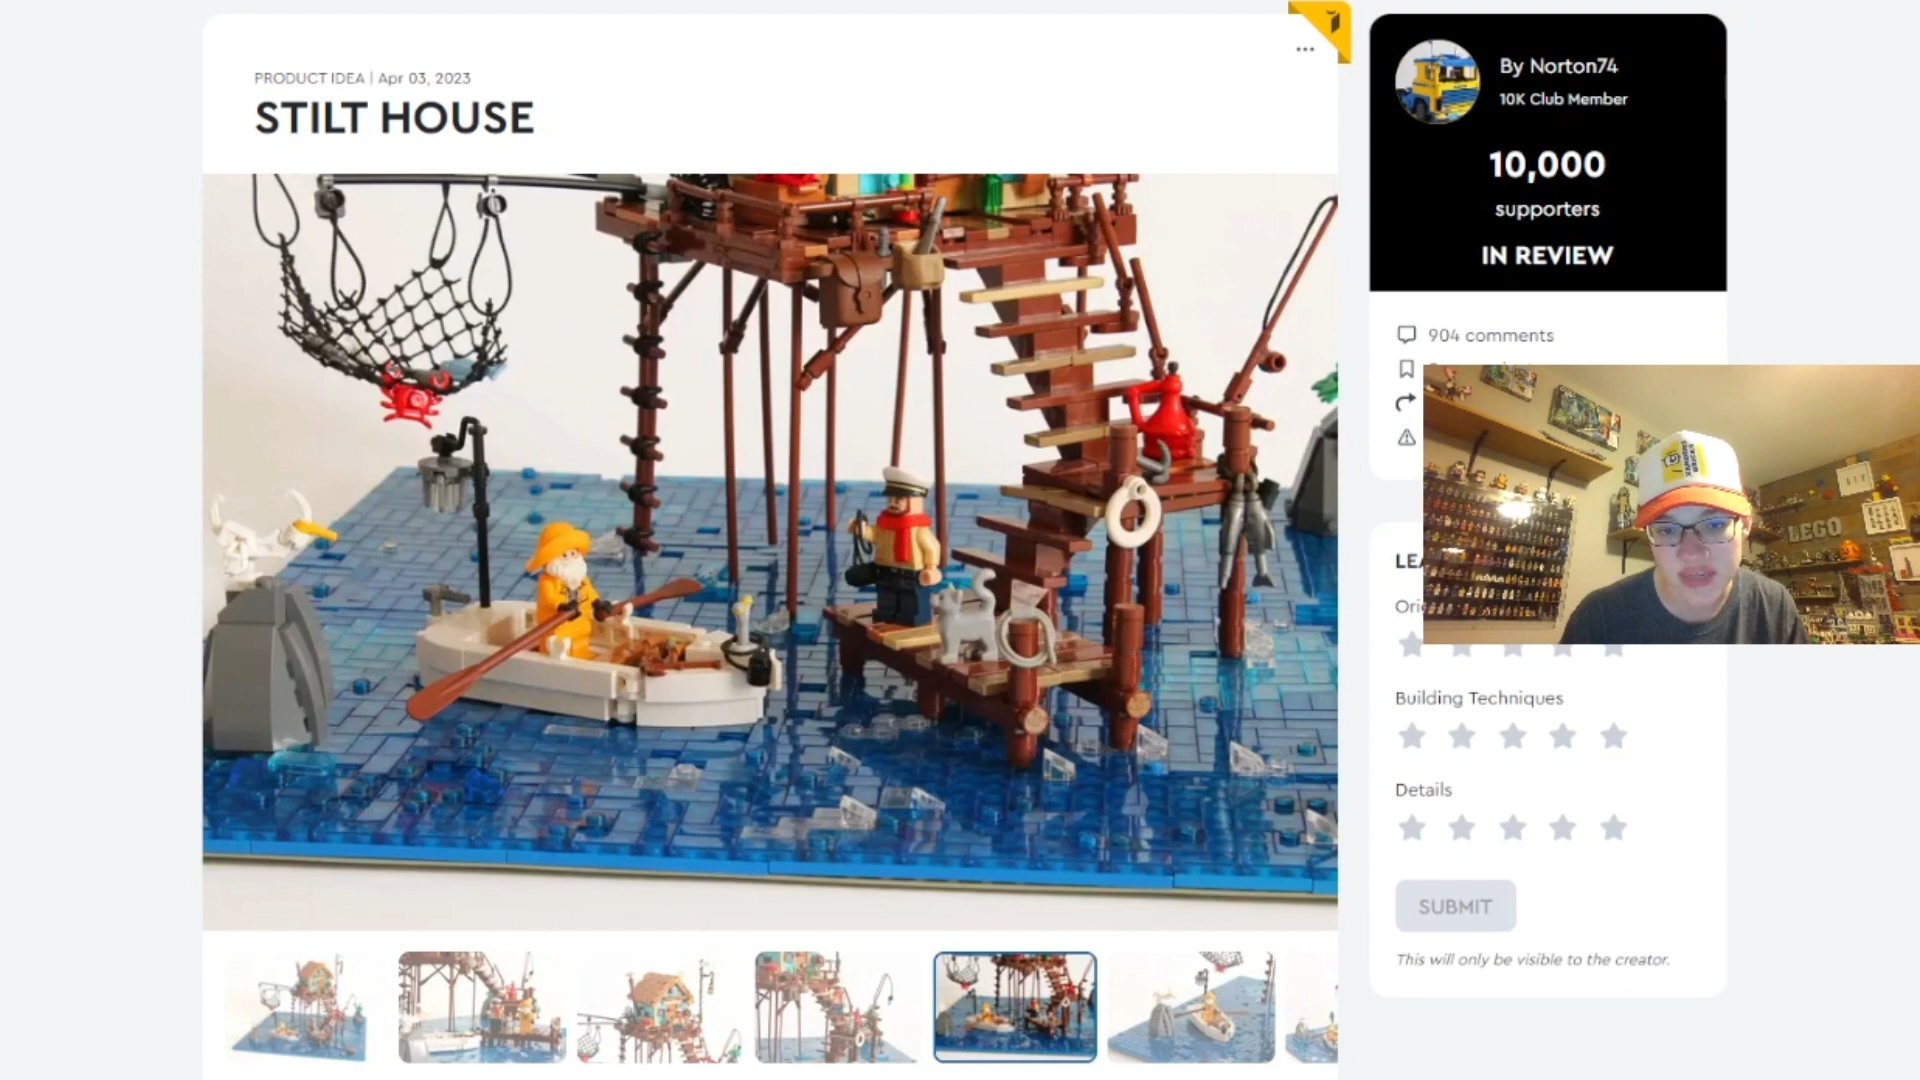 PRODUCT IDEA | Apr 03, 2023
STILT HOUSE
By Norton74
10K Club Member
10,000
supporters
IN REVIEW
904 comments
LEGO
Building Techniques
Details
SUBMIT
This will only be visible to the creator.